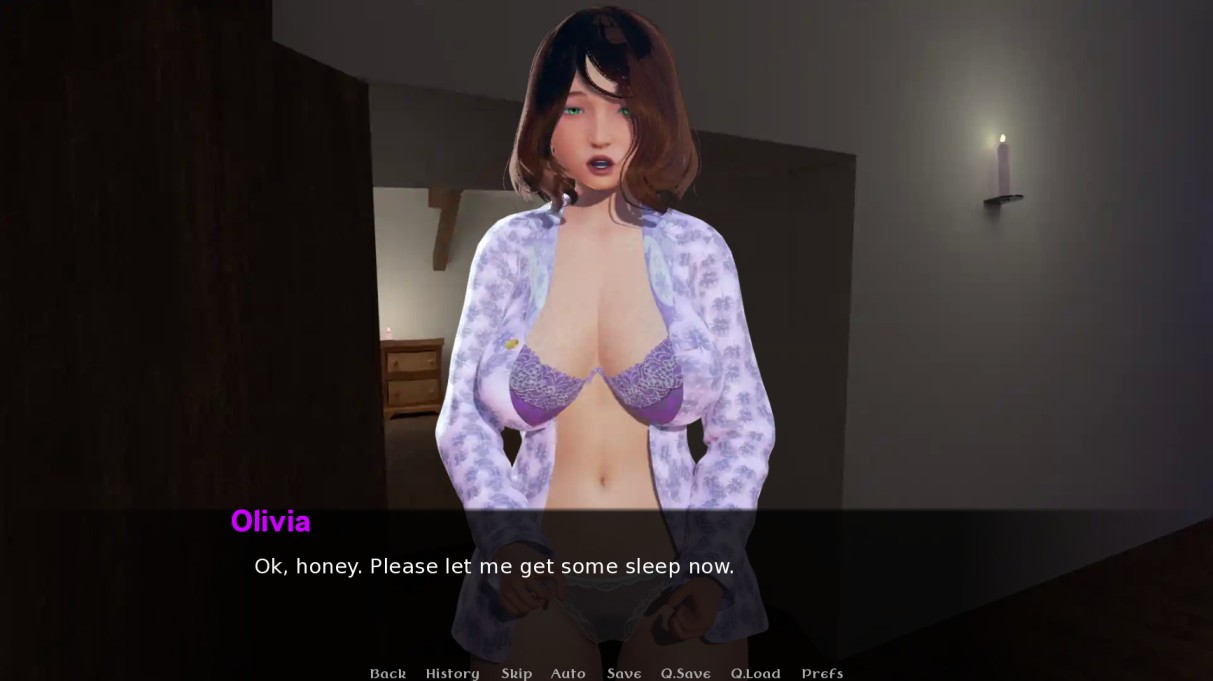 Olivia
Ok, honey. Please let me get some sleep now.
Back History Skip Auto Save Q.Save Q.Load Prefs